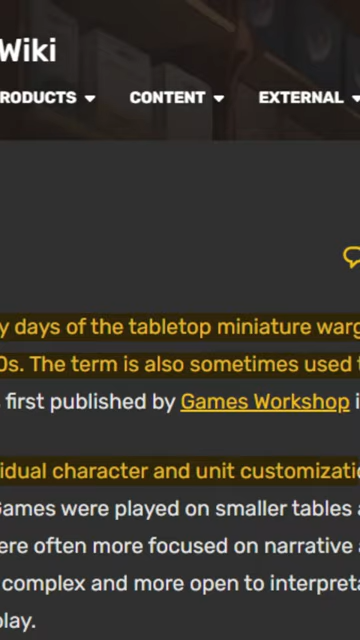 Wiki
RODUCTS CONTENT EXTERNAL
y days of the tabletop miniature warg
0s. The term is also sometimes used t
first published by Games Workshop i
idual character and unit customizatio
Games were played on smaller tables a
ere often more focused on narrative a
complex and more open to interpreta
play.